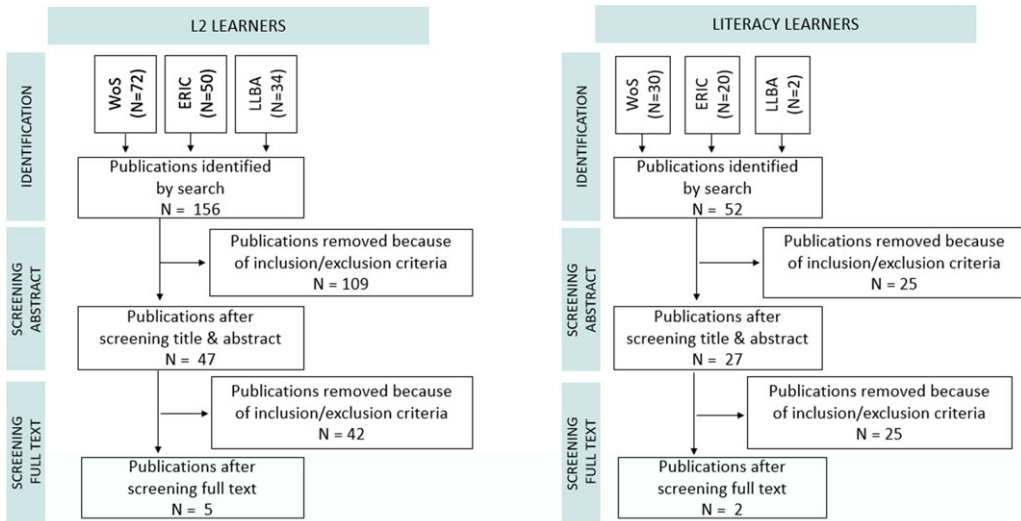 L2 LEARNERS
IDENTIFICATION
WoS
(N=72)
ERIC
(N=50)
LLBA
(N=34)
Publications identified
by search
N = 156
SCREENING
ABSTRACT
Publications removed because
of inclusion/exclusion criteria
N = 109
Publications after
screening title & abstract
N = 47
SCREENING
FULL TEXT
Publications removed because
of inclusion/exclusion criteria
N = 42
Publications after
screening full text
N = 5
LITERACY LEARNERS
IDENTIFICATION
WoS
(N=30)
ERIC
(N=20)
LLBA
(N=2)
Publications identified
by search
N = 52
SCREENING
ABSTRACT
Publications removed because
of inclusion/exclusion criteria
N = 25
Publications after
screening title & abstract
N = 27
SCREENING
FULL TEXT
Publications removed because
of inclusion/exclusion criteria
N = 25
Publications after
screening full text
N = 2